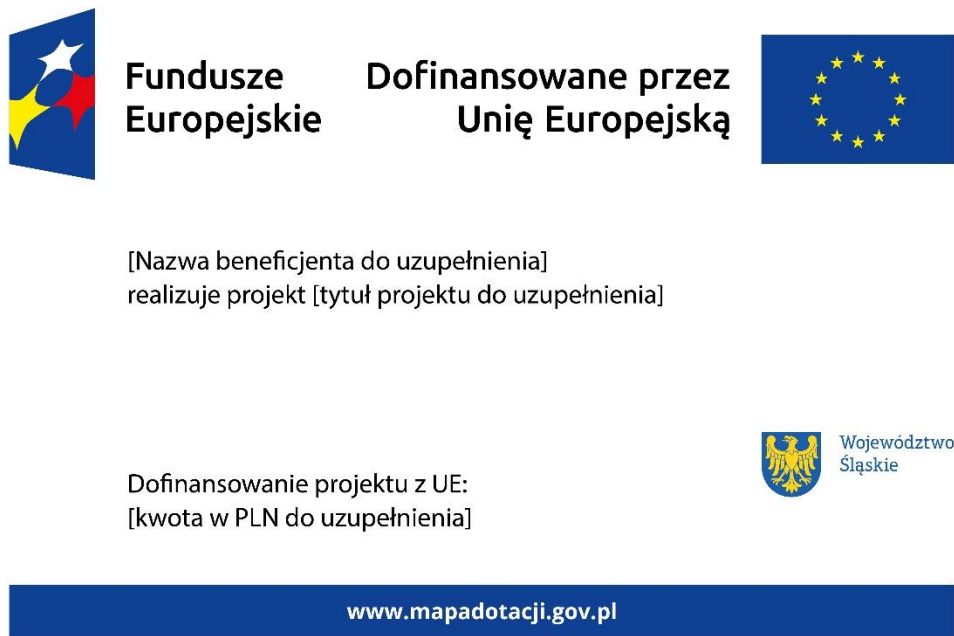 Fundusze
Europejskie
Dofinansowane przez
Unię Europejską
[Nazwa beneficjenta do uzupełnienia]
realizuje projekt [tytuł projektu do uzupełnienia]
Województwo
Śląskie
Dofinansowanie projektu z UE:
[kwota w PLN do uzupełnienia]
www.mapadotacji.gov.pl